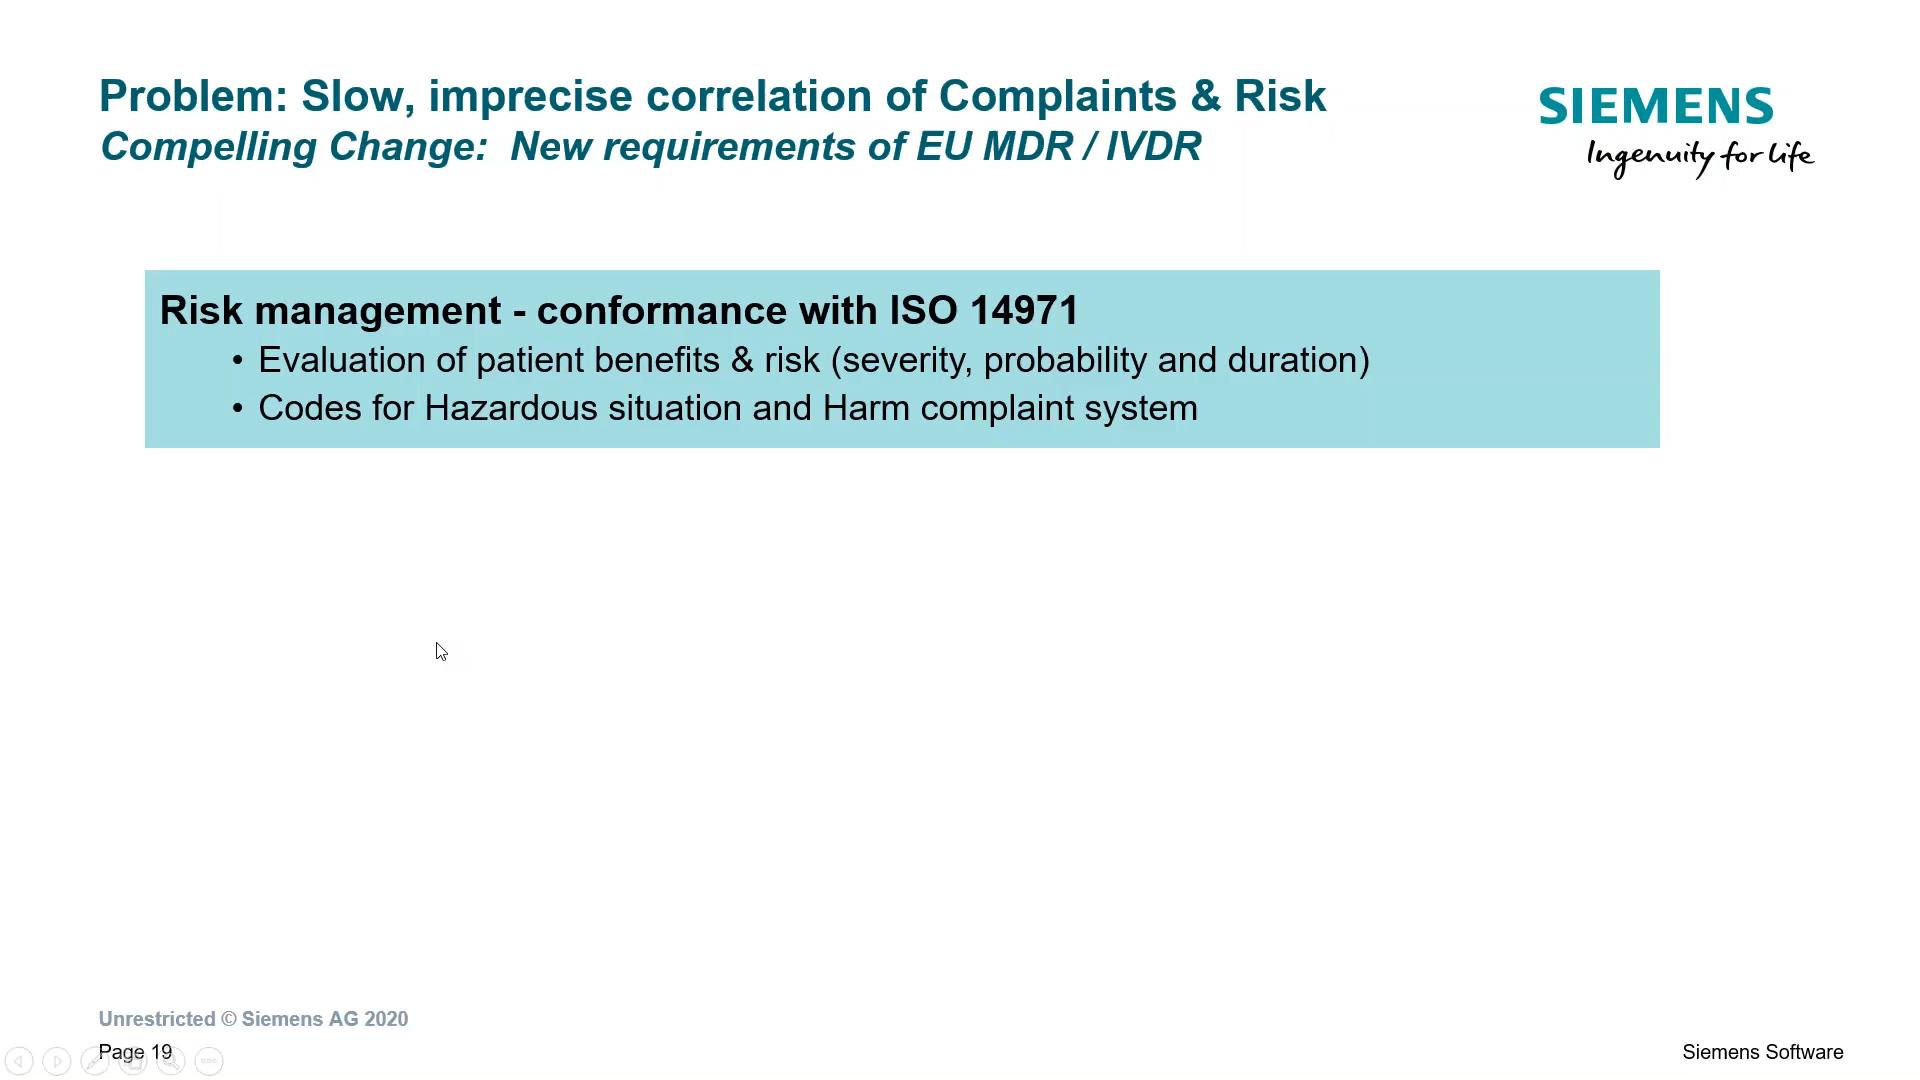 Problem: Slow, imprecise correlation of Complaints & Risk
Compelling Change:  New requirements of EU MDR / IVDR
SIEMENS
Ingenuity for life
Risk management - conformance with ISO 14971
• Evaluation of patient benefits & risk (severity, probability and duration)
• Codes for Hazardous situation and Harm complaint system
Unrestricted © Siemens AG 2020
Page 19
Siemens Software